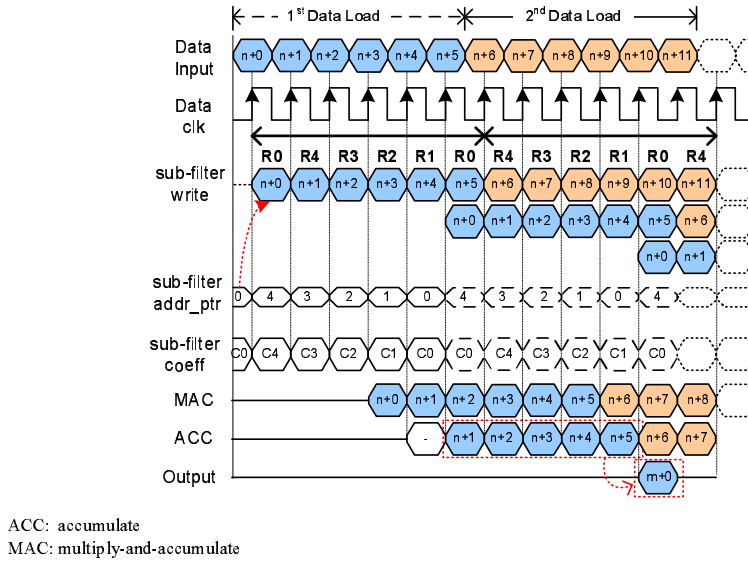 1st Data Load 2nd Data Load
Data Input n+0 n+1 n+2 n+3 n+4 n+5 n+6 n+7 n+8 n+9 n+10 n+11
Data clk
R0 R4 R3 R2 R1 R0 R4 R3 R2 R1 R0 R4
sub-filter write n+0 n+1 n+2 n+3 n+4 n+5 n+6 n+7 n+8 n+9 n+10 n+11
n+0 n+1 n+2 n+3 n+4 n+5 n+6
n+0 n+1
sub-filter addr_ptr 0 4 3 2 1 0 4 3 2 1 0 4
sub-filter coeff C0 C4 C3 C2 C1 C0 C0 C4 C3 C2 C1 C0
MAC n+0 n+1 n+2 n+3 n+4 n+5 n+6 n+7 n+8
ACC - n+1 n+2 n+3 n+4 n+5 n+6 n+7
Output m+0
ACC: accumulate
MAC: multiply-and-accumulate